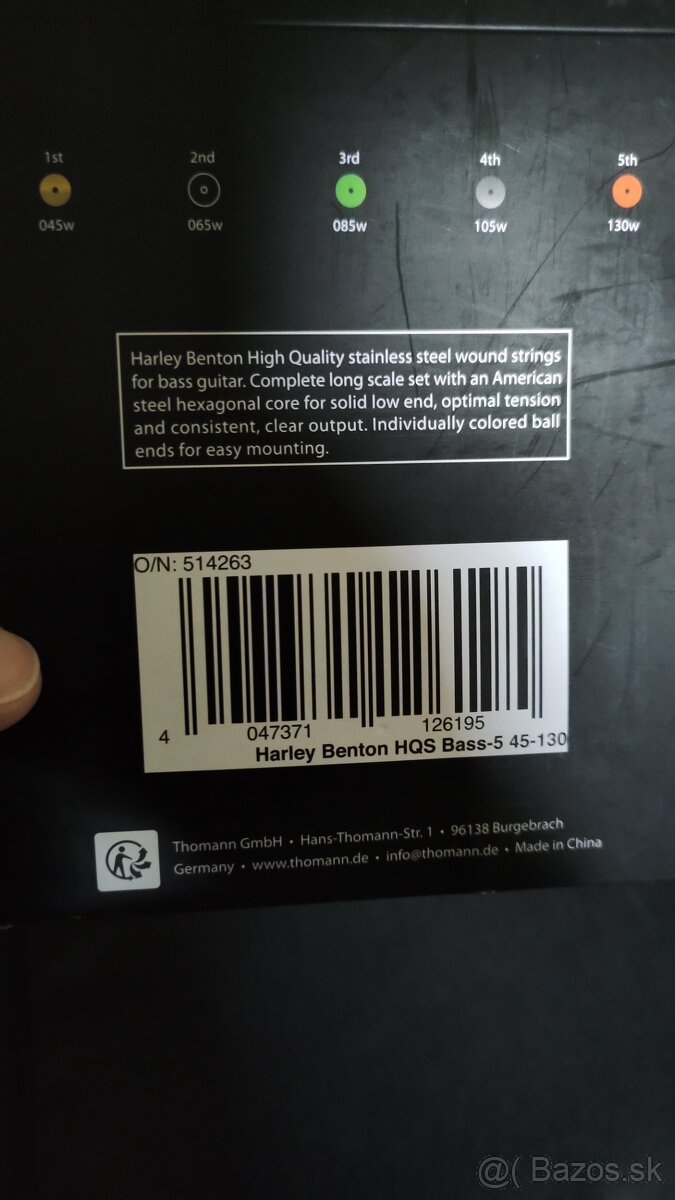 1st 2nd 3rd 4th 5th
045w 065w 085w 105w 130w
Harley Benton High Quality stainless steel wound strings
for bass guitar. Complete long scale set with an American
steel hexagonal core for solid low end, optimal tension
and consistent, clear output. Individually colored ball
ends for easy mounting.
O/N: 514263
4 047371 126195
Harley Benton HQS Bass-5 45-130
Thomann GmbH • Hans-Thomann-Str. 1 • 96138 Burgebrach
Germany • www.thomann.de • info@thomann.de • Made in China
@( Bazos.sk